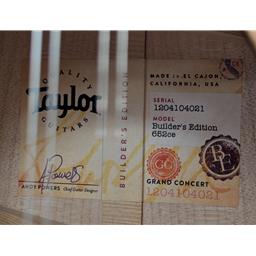 QUALITY
Taylor
GUITARS
BUILDER'S EDITION
ANDY POWERS Chief Guitar Designer
MADE in EL CAJON,
CALIFORNIA, USA
SERIAL
1204104021
MODEL
Builder's Edition
652ce
GC
BE
GRAND CONCERT
1204104021